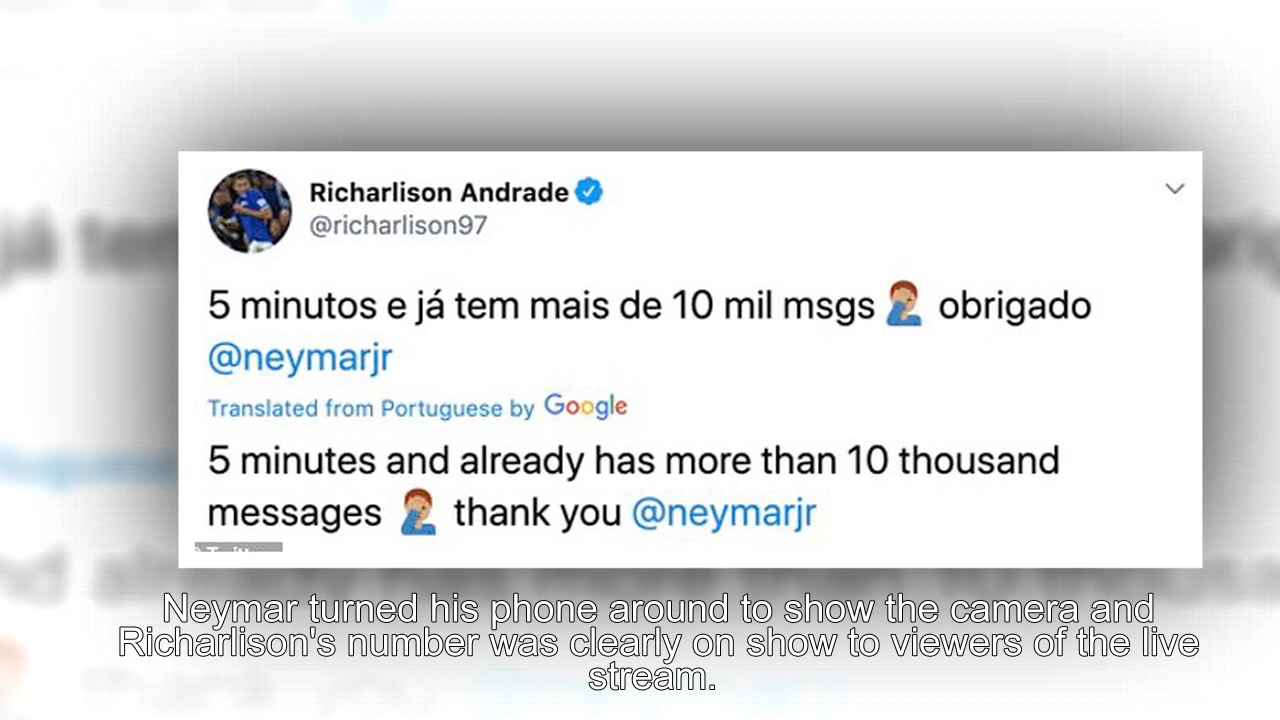 Richarlison Andrade
@richarlison97
5 minutos e já tem mais de 10 mil msgs 🤦🏼‍♂️ obrigado
@neymarjr
Translated from Portuguese by Google
5 minutes and already has more than 10 thousand
messages 🤦🏼‍♂️ thank you @neymarjr
Neymar turned his phone around to show the camera and
Richarlison's number was clearly on show to viewers of the live
stream.